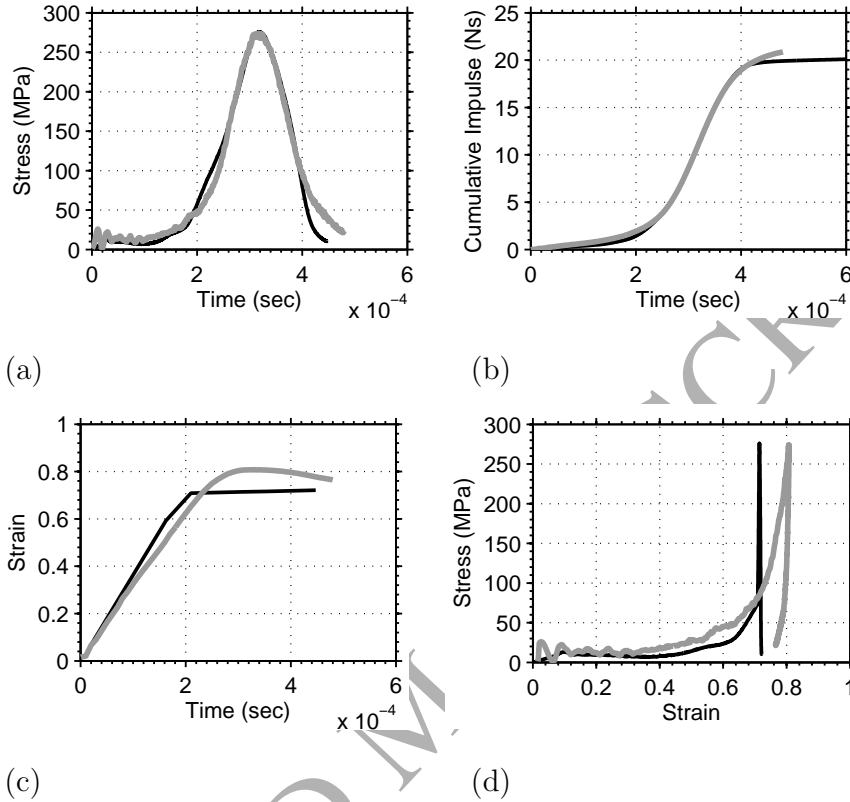 300
250
200
150
100
50
0
Stress (MPa)
0 2 4 6
Time (sec)
x 10⁻⁴
(a)
25
20
15
10
5
0
Cumulative Impulse (Ns)
0 2 4 6
Time (sec)
x 10⁻⁴
(b)
1
0.8
0.6
0.4
0.2
0
Strain
0 2 4 6
Time (sec)
x 10⁻⁴
(c)
300
250
200
150
100
50
0
Stress (MPa)
0 0.2 0.4 0.6 0.8 1
Strain
(d)